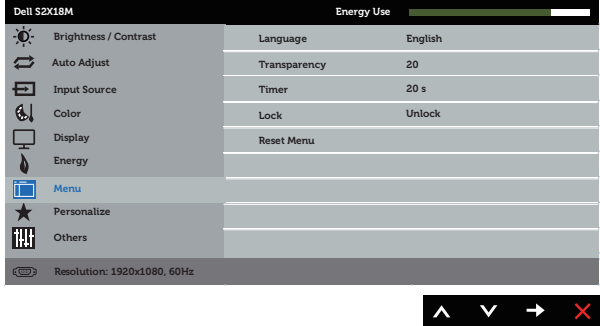 Dell S2X18M Energy Use
Brightness / Contrast
Auto Adjust
Input Source
Color
Display
Energy
Menu
Personalize
Others
Language English
Transparency 20
Timer 20 s
Lock Unlock
Reset Menu
Resolution: 1920x1080, 60Hz